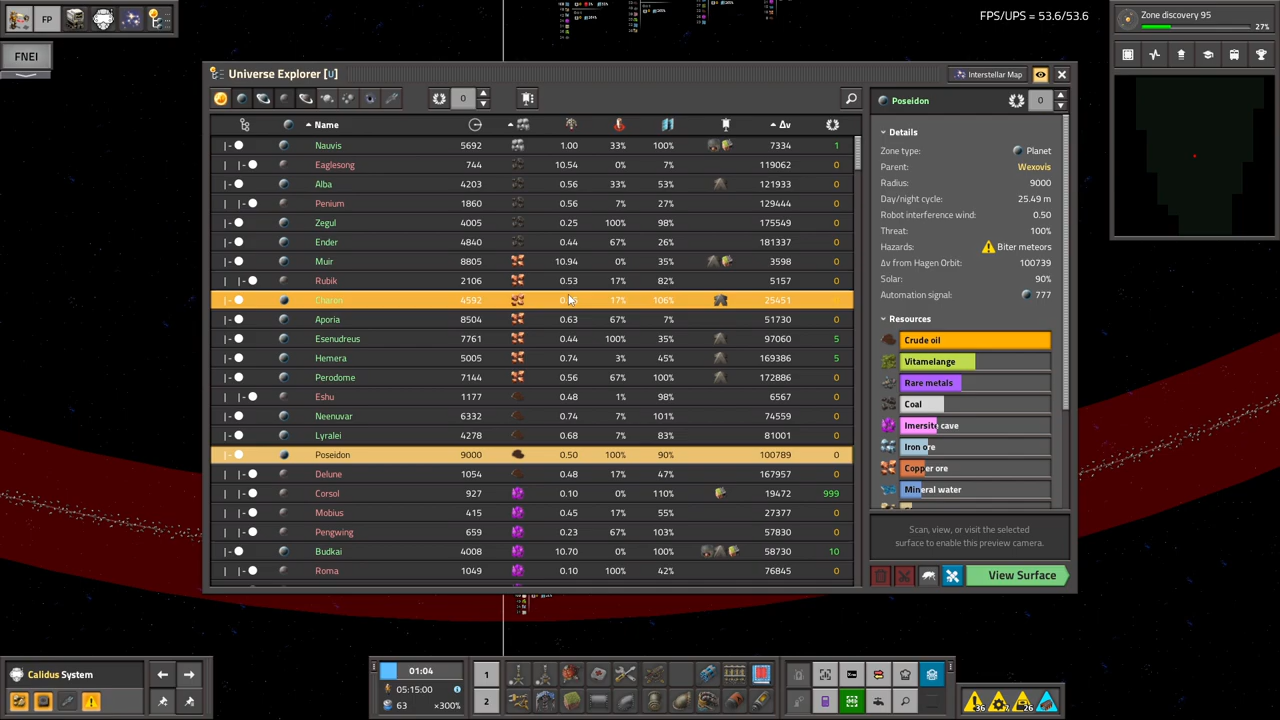 FP
FPS/UPS = 53.6/53.6
Zone discovery 95
27%
FNEI
Universe Explorer [U]
Interstellar Map
0
Name
Δv
Nauvis 5692 1.00 33% 100% 7334 1
|- Eaglesong 744 10.54 0% 7% 119062 0
|- Alba 4203 0.56 33% 53% 121933 0
|- Penium 1860 0.56 7% 27% 129444 0
|- Zegul 4005 0.25 100% 98% 175549 0
|- Ender 4840 0.44 67% 26% 181337 0
|- Muir 8805 10.94 0% 35% 3598 0
|- Rubik 2106 0.53 17% 82% 5157 0
|- Charon 4592 17% 106% 25451
|- Aporia 8504 0.63 67% 7% 51730 0
|- Esenudreus 7761 0.44 100% 35% 97060 5
|- Hemera 5005 0.74 3% 45% 169386 5
|- Perodome 7144 0.56 67% 100% 172886 0
|- Eshu 1177 0.48 1% 98% 6567 0
|- Neenuvar 6332 0.74 7% 101% 74559 0
|- Lyralei 4278 0.68 7% 83% 81001 0
|- Poseidon 9000 0.50 100% 90% 100789 0
|- Delune 1054 0.48 17% 47% 167957 0
|- Corsol 927 0.10 0% 110% 19472 999
|- Mobius 415 0.45 17% 55% 27377 0
|- Pengwing 659 0.23 67% 103% 57830 0
|- Budkai 4008 10.70 0% 100% 58730 10
|- Roma 1049 0.10 100% 42% 76845 0
Poseidon 0
Details
Zone type: Planet
Parent: Wexovis
Radius: 9000
Day/night cycle: 25.49 m
Robot interference wind: 0.50
Threat: 100%
Hazards: Biter meteors
Δv from Hagen Orbit: 100739
Solar: 90%
Automation signal: 777
Resources
Crude oil
Vitamelange
Rare metals
Coal
Imersite cave
Iron ore
Copper ore
Mineral water
Scan, view, or visit the selected
surface to enable this preview camera.
View Surface
Calidus System
01:04
05:15:00
63 ×300%
1
2